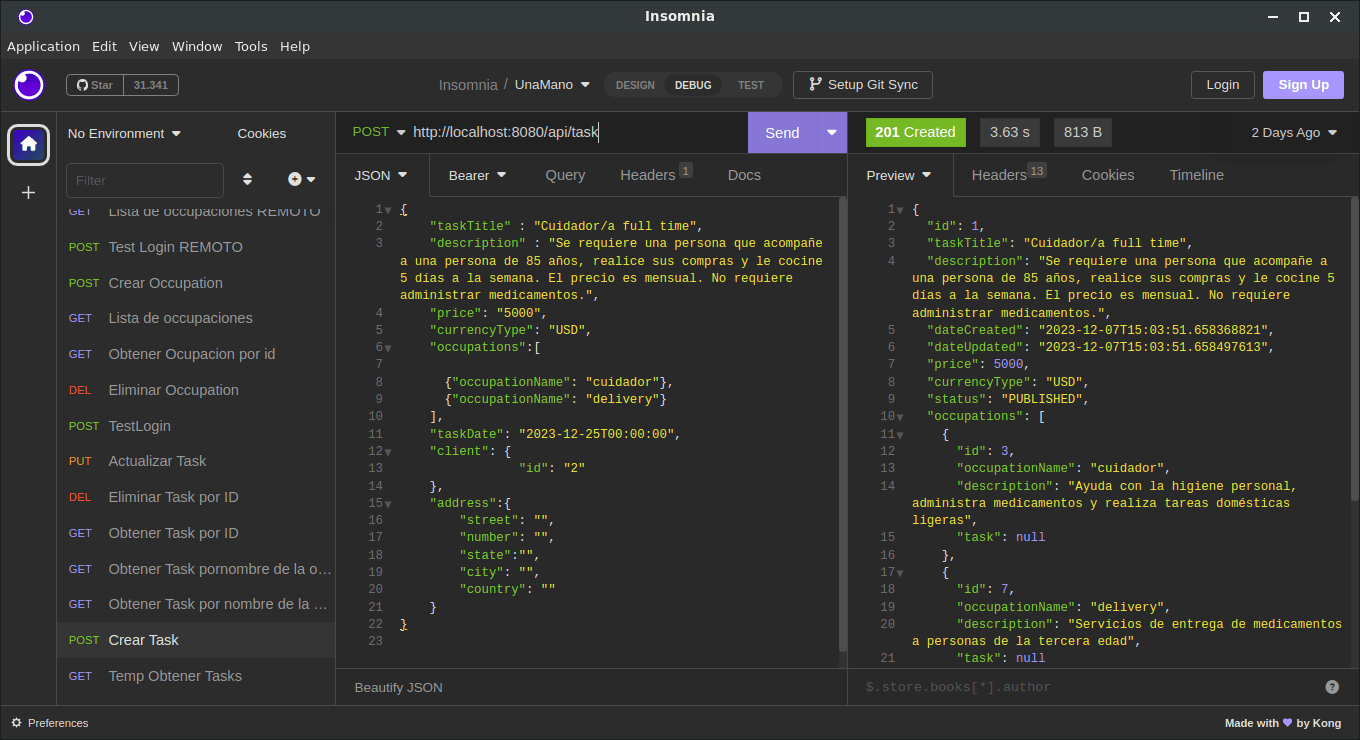 Insomnia
Application Edit View Window Tools Help
Star 31.341
Insomnia / UnaMano
DESIGN DEBUG TEST
Setup Git Sync
Login
Sign Up
No Environment
Cookies
Filter
GET Lista de occupaciones REMOTO
POST Test Login REMOTO
POST Crear Occupation
GET Lista de occupaciones
GET Obtener Ocupacion por id
DEL Eliminar Occupation
POST TestLogin
PUT Actualizar Task
DEL Eliminar Task por ID
GET Obtener Task por ID
GET Obtener Task pornombre de la o…
GET Obtener Task por nombre de la …
POST Crear Task
GET Temp Obtener Tasks
POST http://localhost:8080/api/task
Send
JSON Bearer Query Headers 1 Docs
1 {
2 "taskTitle" : "Cuidador/a full time",
3 "description" : "Se requiere una persona que acompañe
a una persona de 85 años, realice sus compras y le cocine
5 días a la semana. El precio es mensual. No requiere
administrar medicamentos.",
4 "price": "5000",
5 "currencyType": "USD",
6 "occupations":[
7
8 {"occupationName": "cuidador"},
9 {"occupationName": "delivery"}
10 ],
11 "taskDate": "2023-12-25T00:00:00",
12 "client": {
13 "id": "2"
14 },
15 "address":{
16 "street": "",
17 "number": "",
18 "state":"",
19 "city": "",
20 "country": ""
21 }
22 }
23
Beautify JSON
201 Created 3.63 s 813 B 2 Days Ago
Preview Headers 13 Cookies Timeline
1 {
2 "id": 1,
3 "taskTitle": "Cuidador/a full time",
4 "description": "Se requiere una persona que acompañe a
una persona de 85 años, realice sus compras y le cocine 5
días a la semana. El precio es mensual. No requiere
administrar medicamentos.",
5 "dateCreated": "2023-12-07T15:03:51.658368821",
6 "dateUpdated": "2023-12-07T15:03:51.658497613",
7 "price": 5000,
8 "currencyType": "USD",
9 "status": "PUBLISHED",
10 "occupations": [
11 {
12 "id": 3,
13 "occupationName": "cuidador",
14 "description": "Ayuda con la higiene personal,
administra medicamentos y realiza tareas domésticas
ligeras",
15 "task": null
16 },
17 {
18 "id": 7,
19 "occupationName": "delivery",
20 "description": "Servicios de entrega de medicamentos
a personas de la tercera edad",
21 "task": null
$.store.books[*].author
?
Preferences
Made with 💜 by Kong